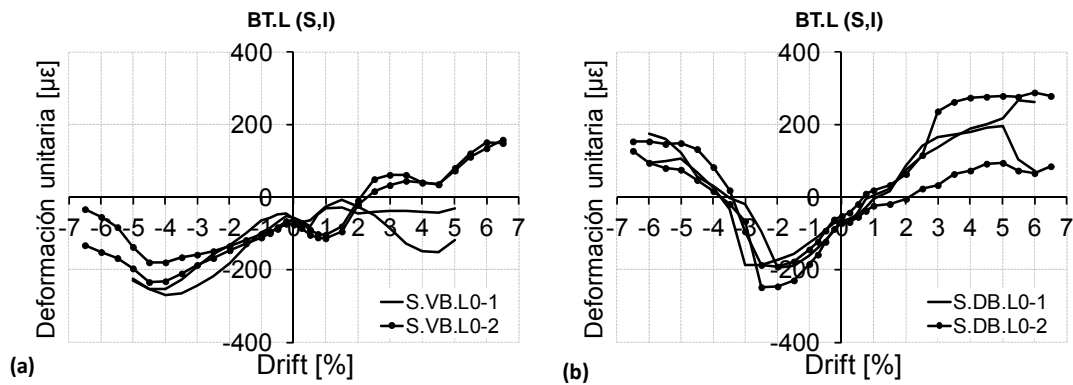 BT.L (S,I)
400
200
0
-200
-400
-7 -6 -5 -4 -3 -2 -1 0 1 2 3 4 5 6 7
Deformación unitaria [με]
Drift [%]
S.VB.L0-1
S.VB.L0-2
(a)
BT.L (S,I)
400
200
0
-200
-400
-7 -6 -5 -4 -3 -2 -1 0 1 2 3 4 5 6 7
Deformación unitaria [με]
Drift [%]
S.DB.L0-1
S.DB.L0-2
(b)